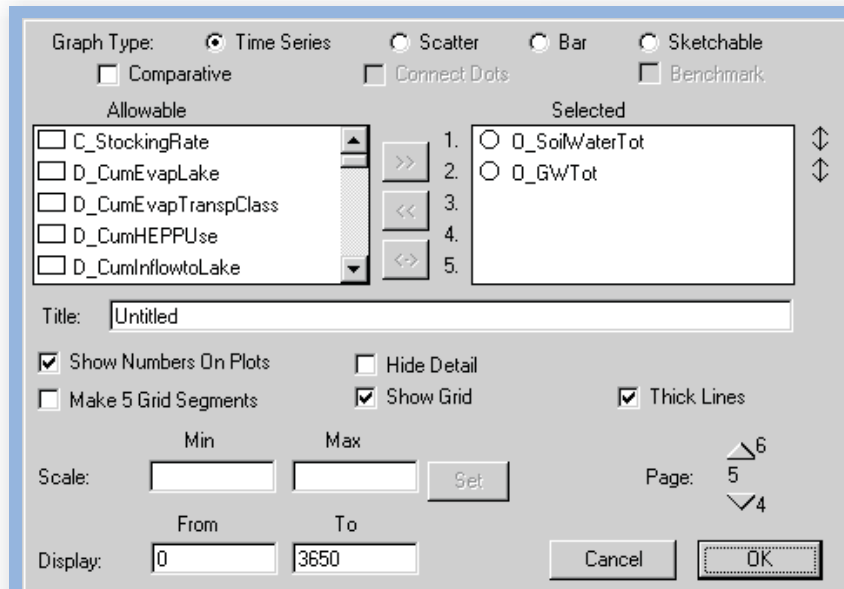 Graph Type: Time Series Scatter Bar Sketchable
Comparative Connect Dots Benchmark
Allowable Selected
C_StockingRate >> 1. O_SoilWaterTot
D_CumEvapLake 2. O_GWTot
D_CumEvapTranspClass << 3.
D_CumHEPPUse 4.
D_CumInflowtoLake <-> 5.
Title: Untitled
Show Numbers On Plots Hide Detail
Make 5 Grid Segments Show Grid Thick Lines
Min Max
Scale: Set Page: 6 5 4
From To
Display: 0 3650 Cancel OK